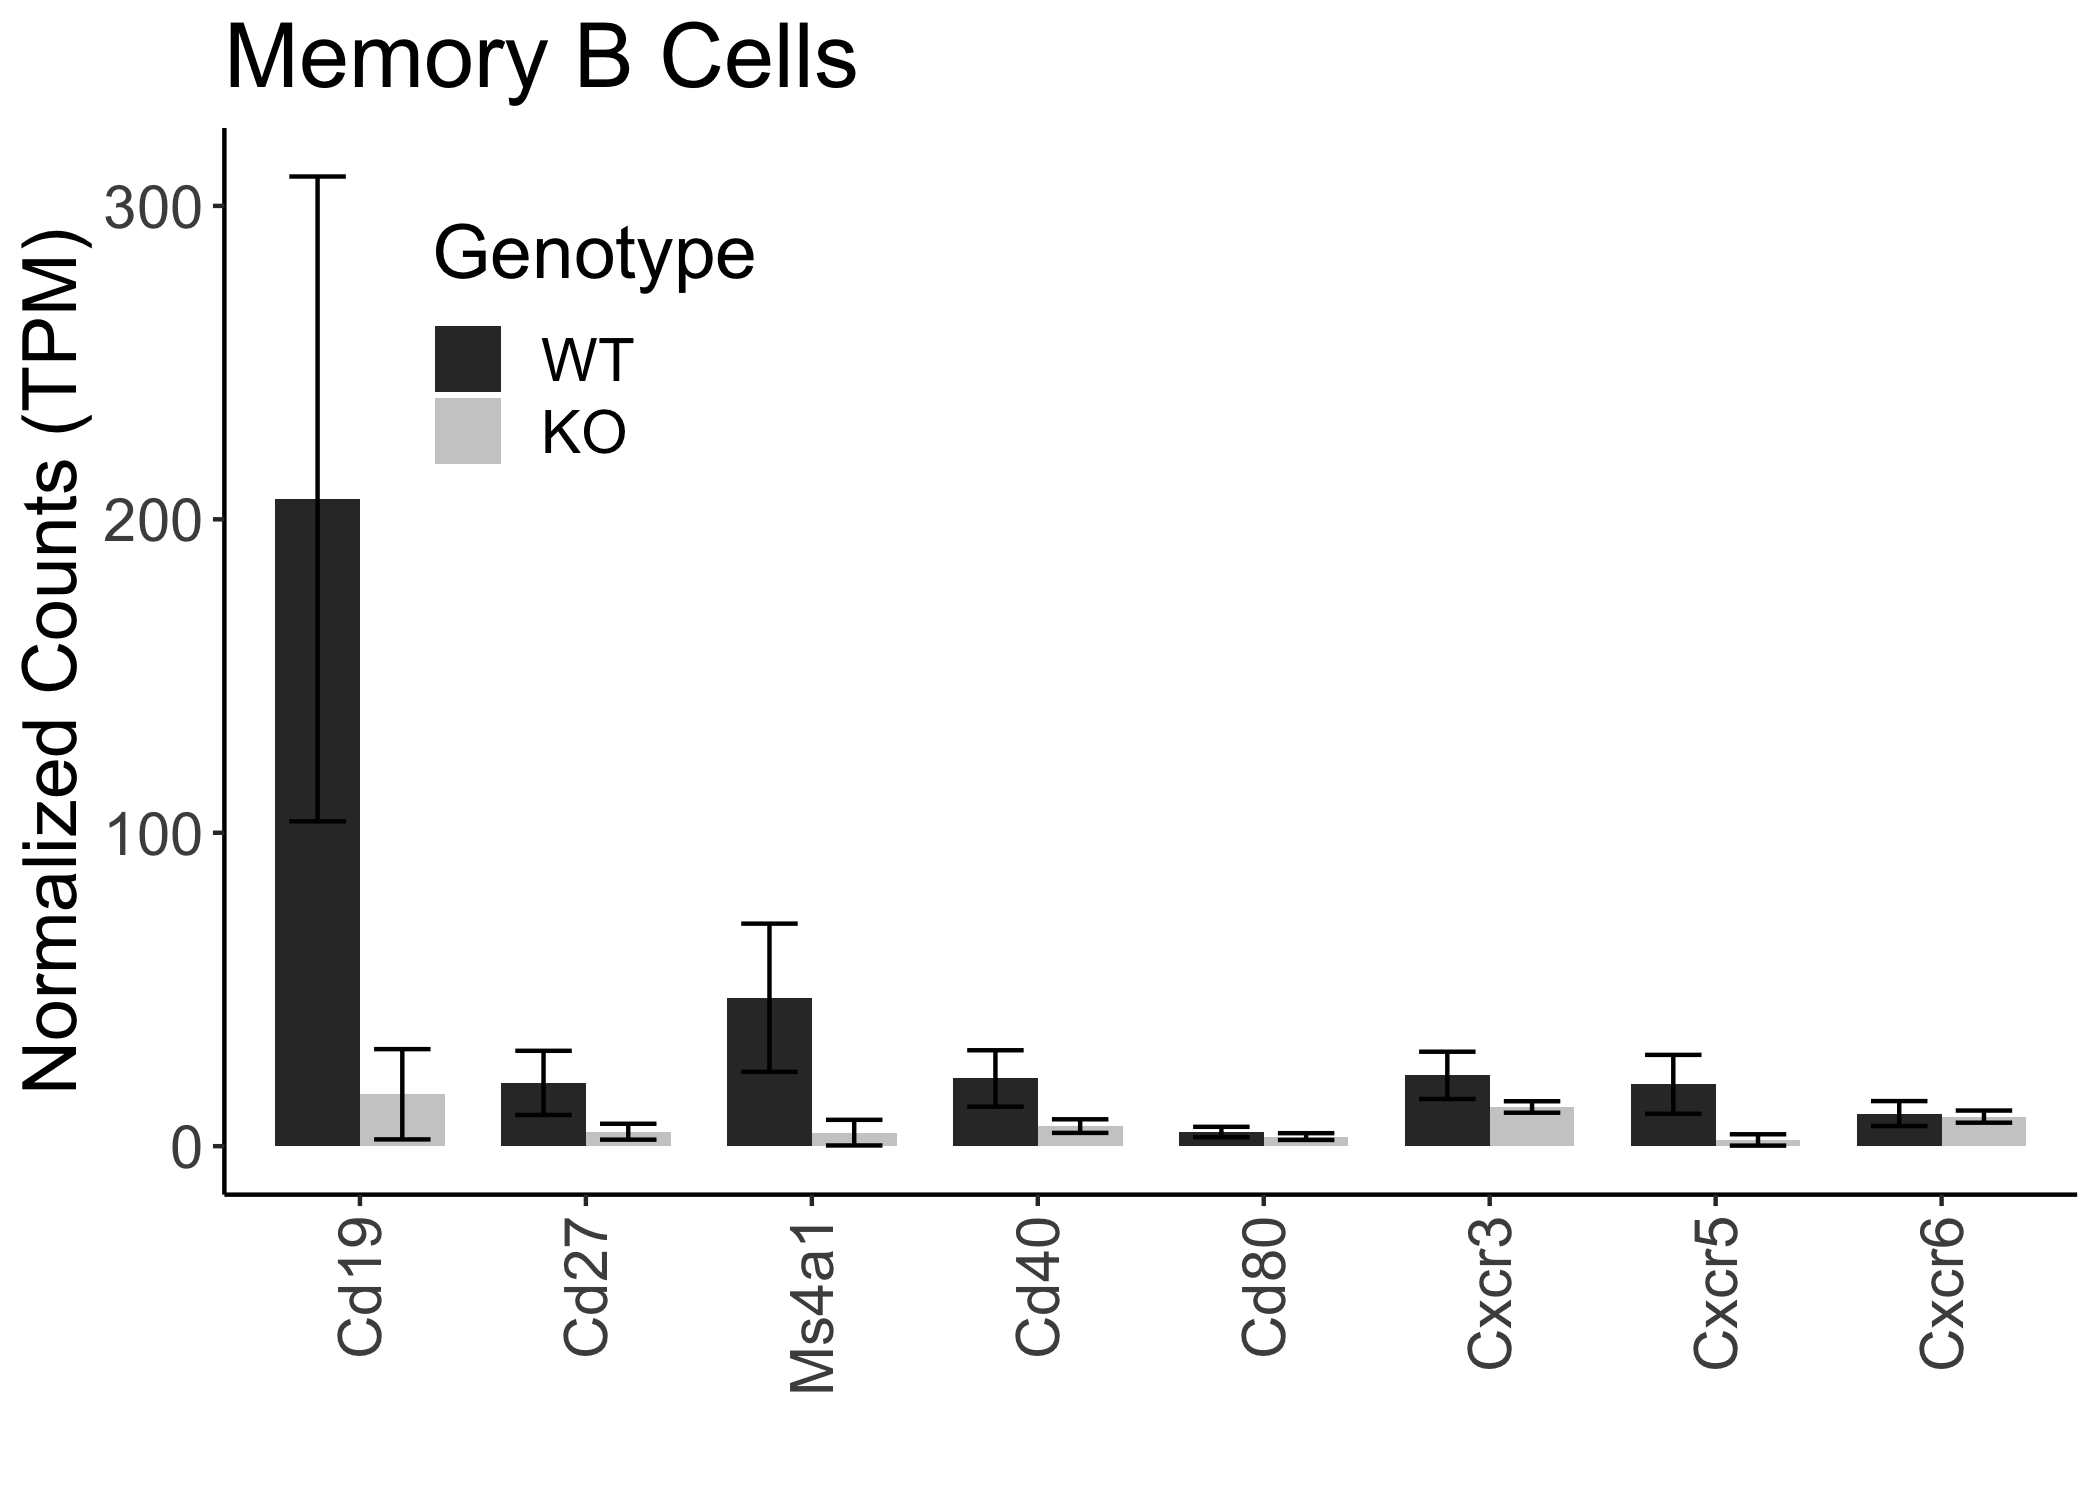 Memory B Cells
Normalized Counts (TPM)
300
200
100
0
Genotype
WT
KO
Cd19
Cd27
Ms4a1
Cd40
Cd80
Cxcr3
Cxcr5
Cxcr6